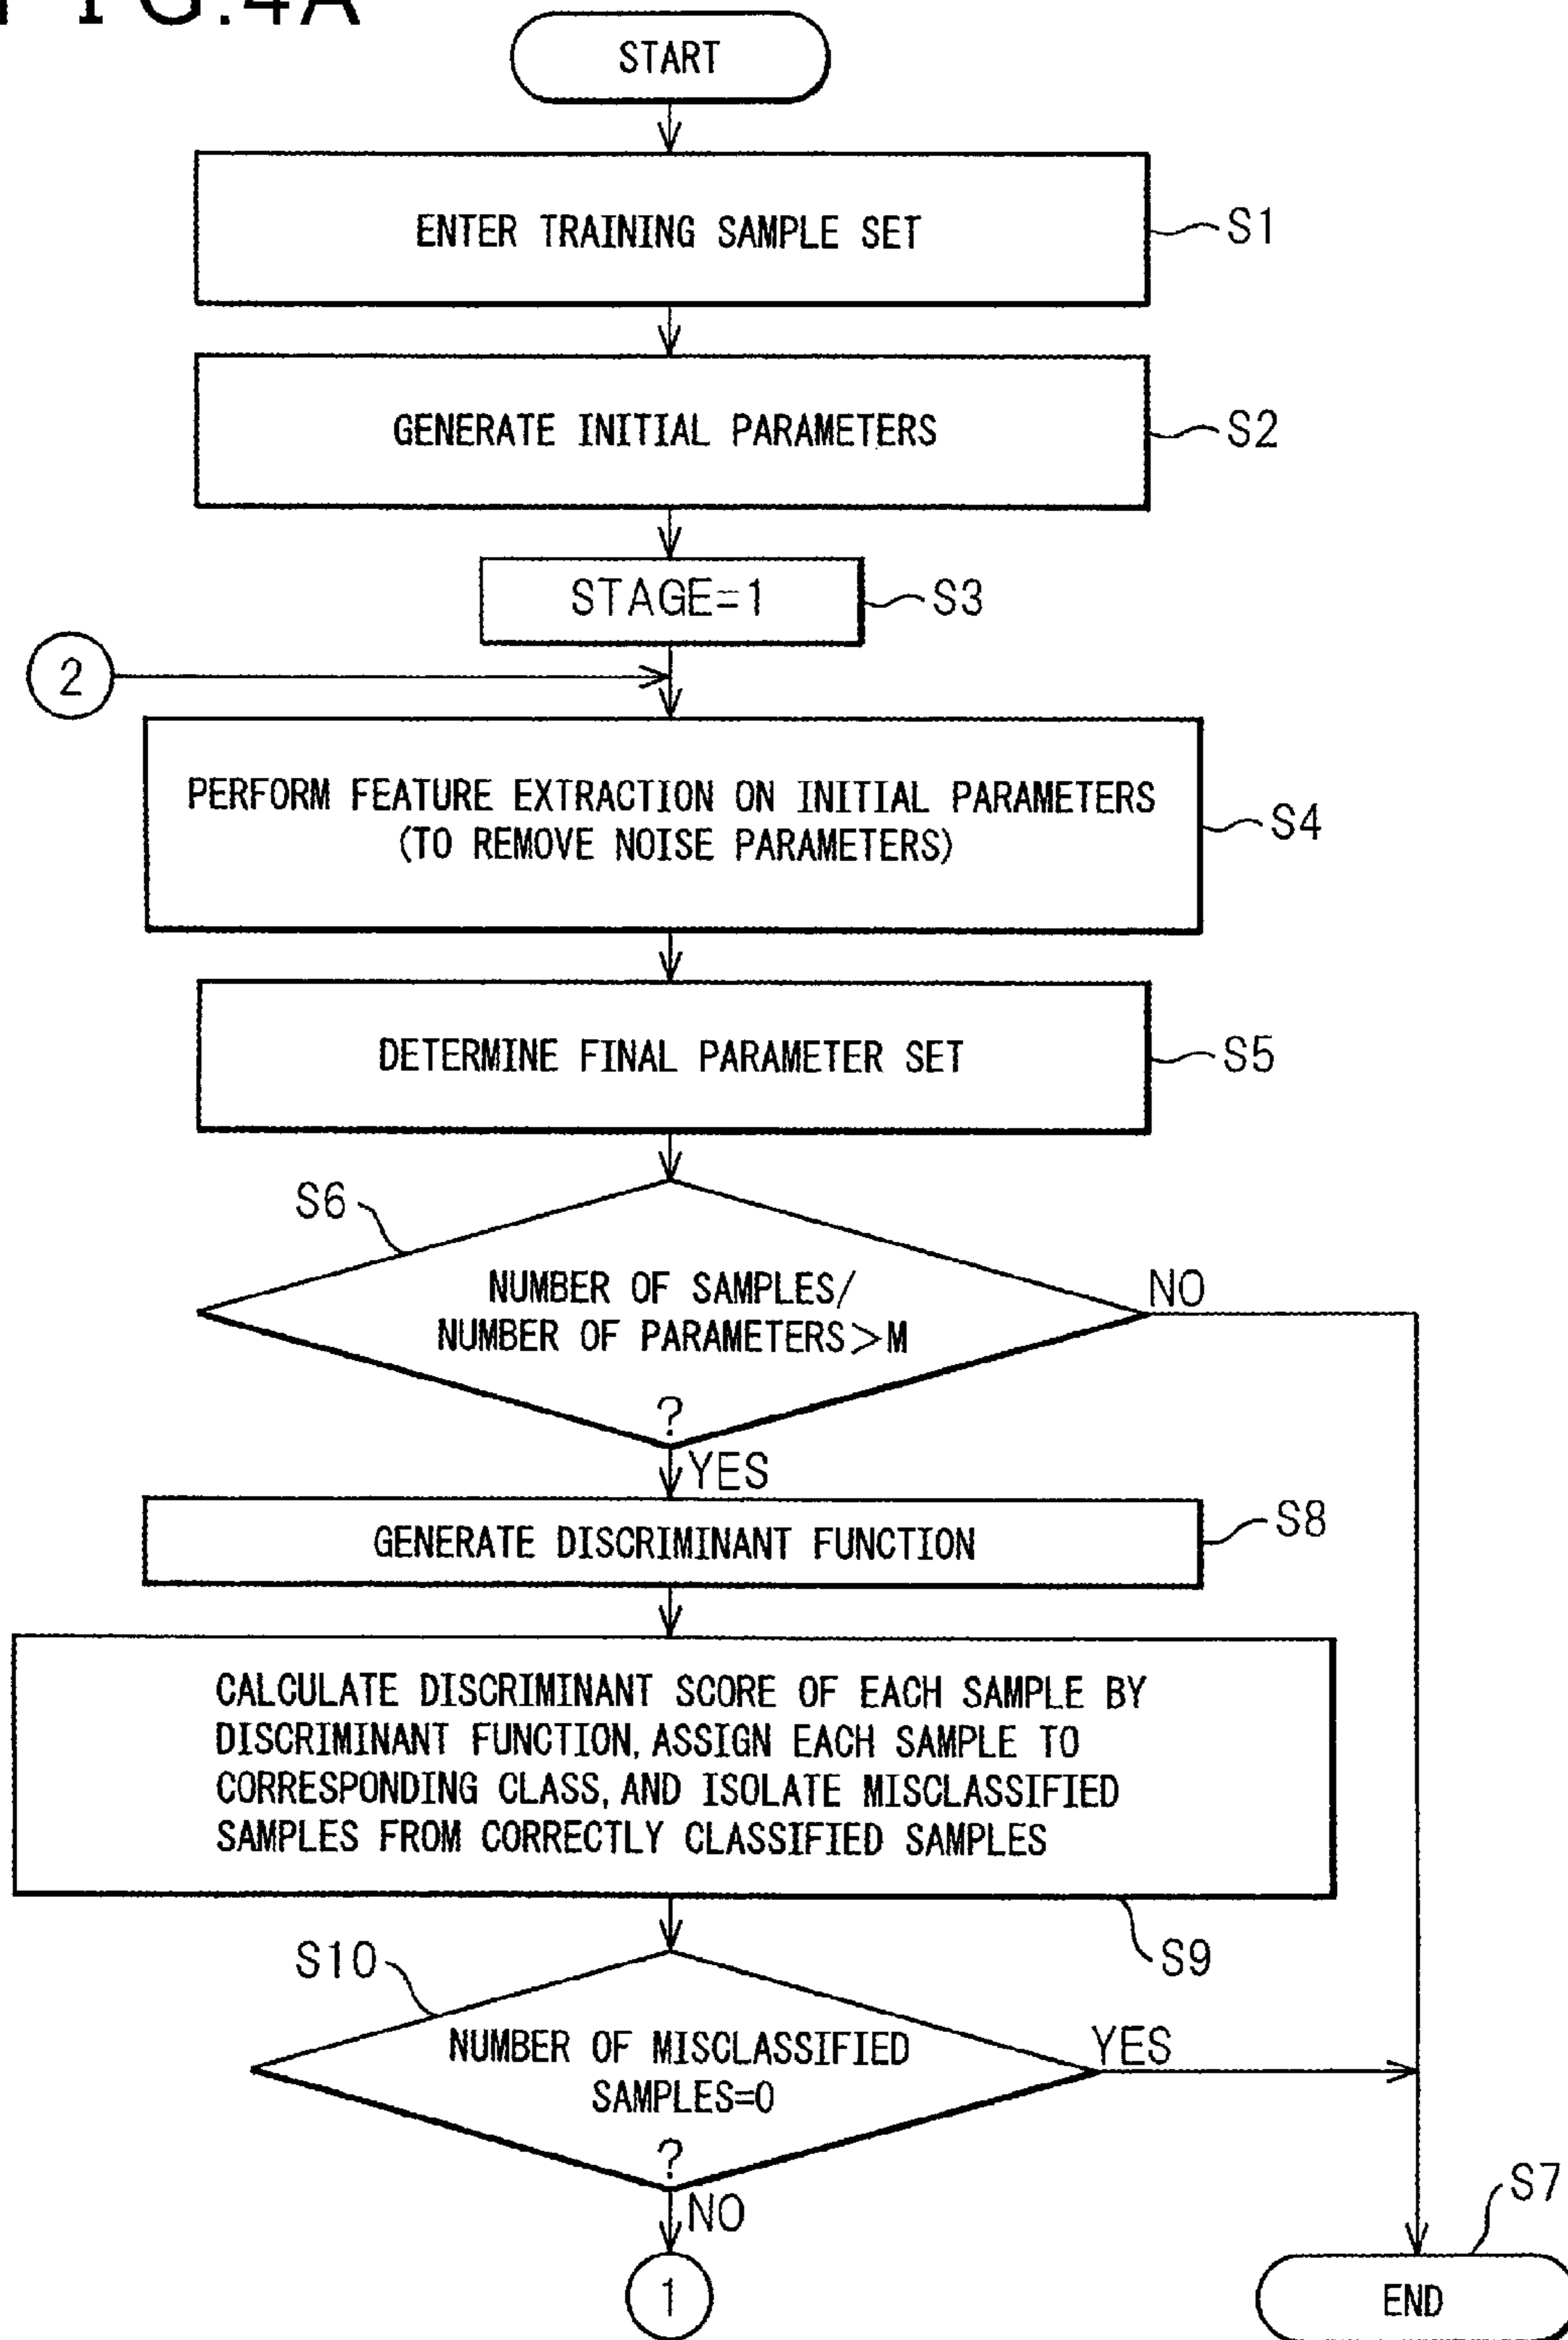 FIG.4A
START
ENTER TRAINING SAMPLE SET
S1
GENERATE INITIAL PARAMETERS
S2
STAGE=1
S3
2
PERFORM FEATURE EXTRACTION ON INITIAL PARAMETERS
(TO REMOVE NOISE PARAMETERS)
S4
DETERMINE FINAL PARAMETER SET
S5
S6
NUMBER OF SAMPLES/
NUMBER OF PARAMETERS>M
?
NO
YES
GENERATE DISCRIMINANT FUNCTION
S8
CALCULATE DISCRIMINANT SCORE OF EACH SAMPLE BY
DISCRIMINANT FUNCTION, ASSIGN EACH SAMPLE TO
CORRESPONDING CLASS, AND ISOLATE MISCLASSIFIED
SAMPLES FROM CORRECTLY CLASSIFIED SAMPLES
S9
S10
NUMBER OF MISCLASSIFIED
SAMPLES=0
?
YES
NO
1
S7
END